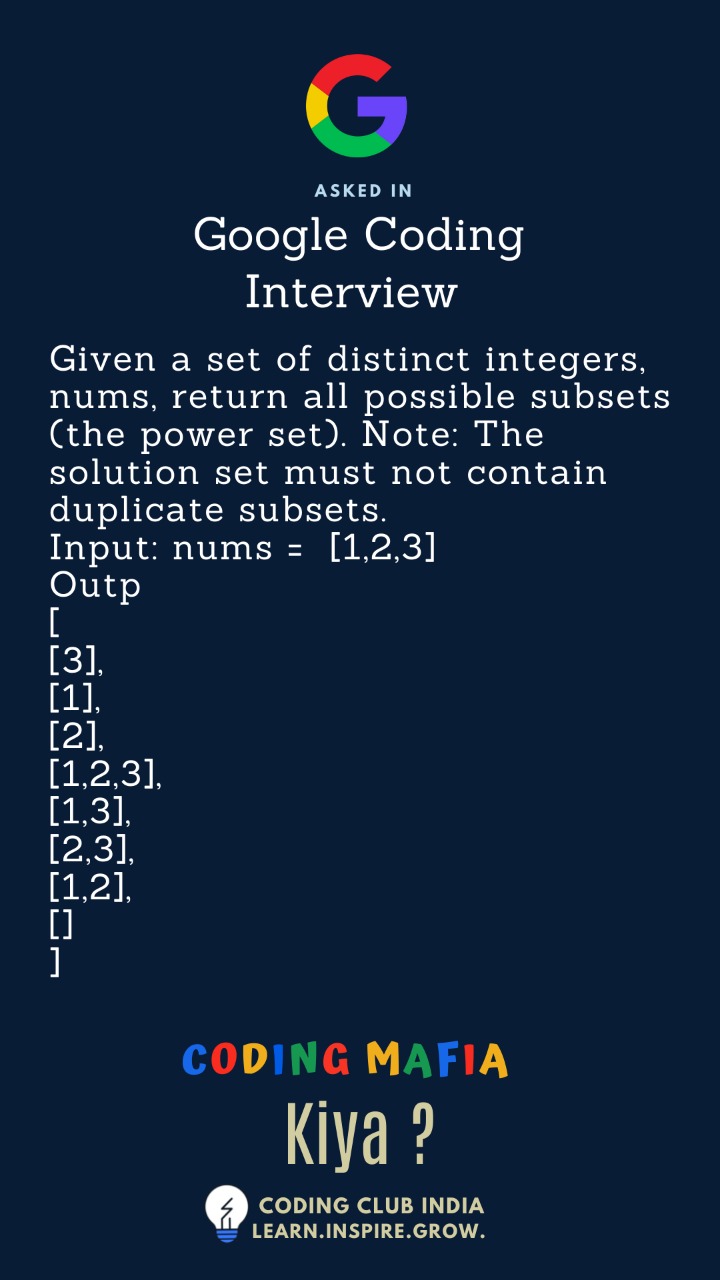 ASKED IN
Google Coding
Interview
Given a set of distinct integers,
nums, return all possible subsets
(the power set). Note: The
solution set must not contain
duplicate subsets.
Input: nums =  [1,2,3]
Outp
[
[3],
[1],
[2],
[1,2,3],
[1,3],
[2,3],
[1,2],
[]
]
CODING MAFIA
Kiya ?
CODING CLUB INDIA
LEARN.INSPIRE.GROW.